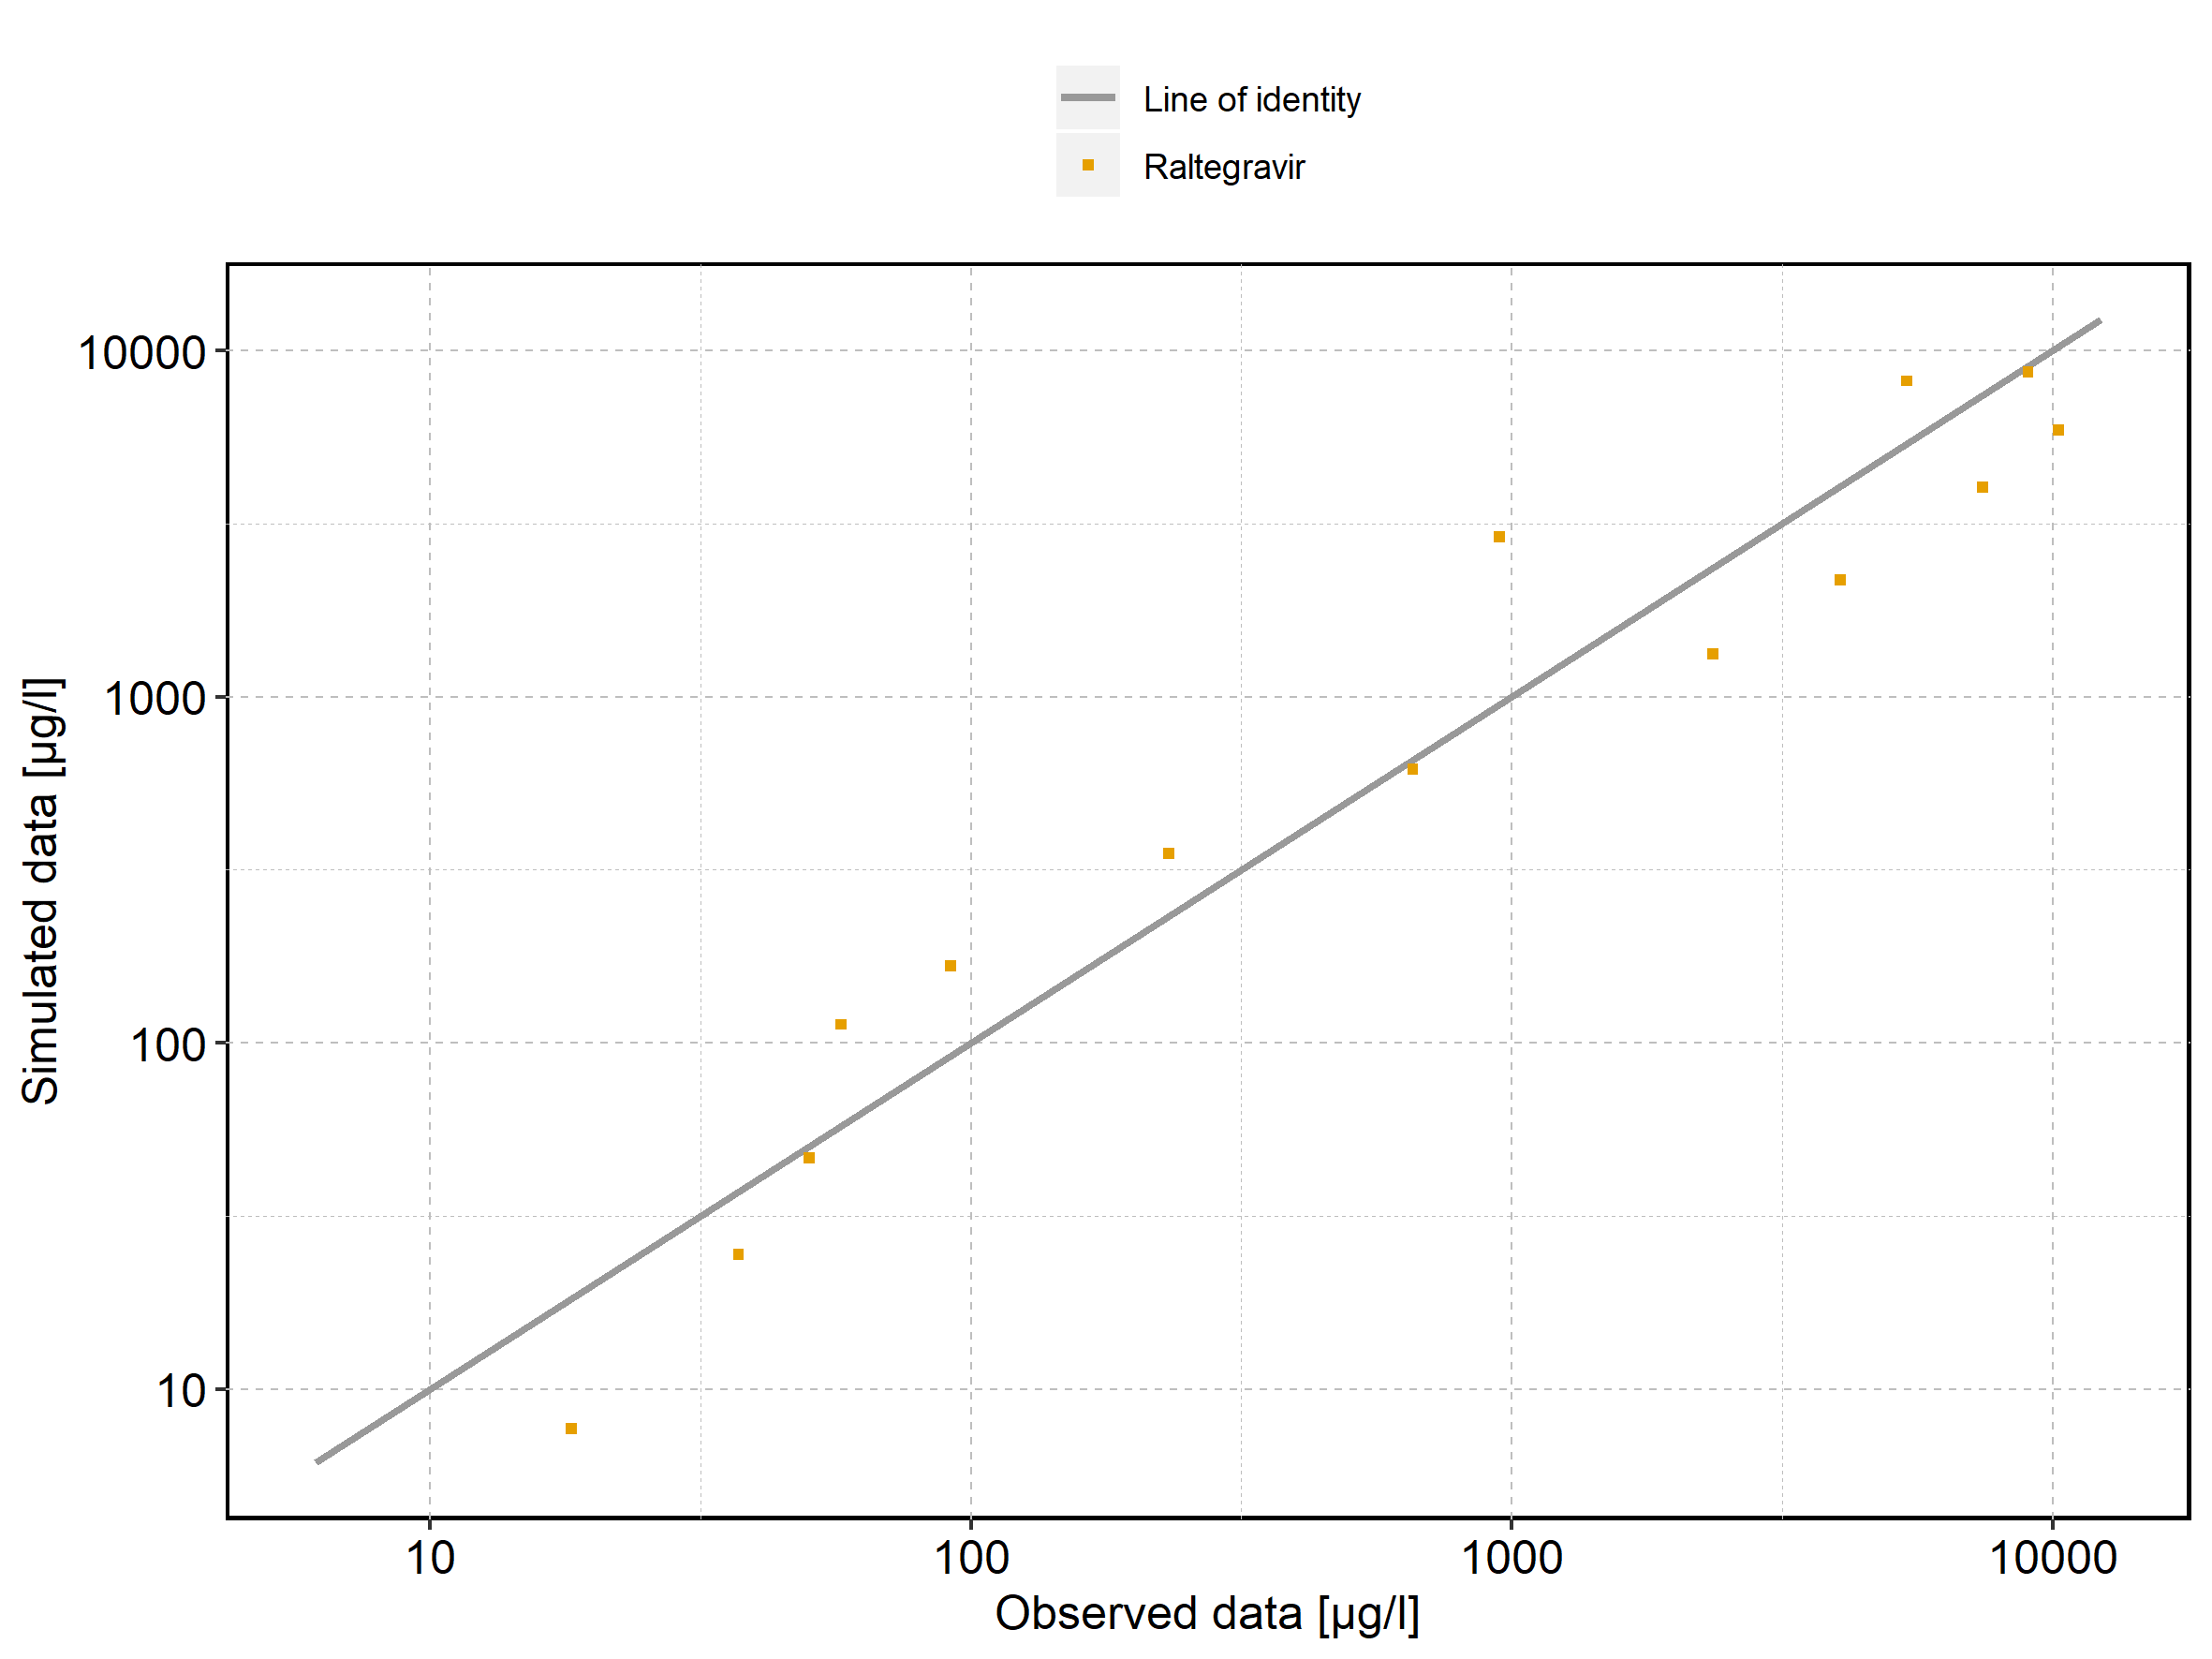 Line of identity
Raltegravir
10000
1000
100
10
Simulated data [µg/l]
10 100 1000 10000
Observed data [µg/l]